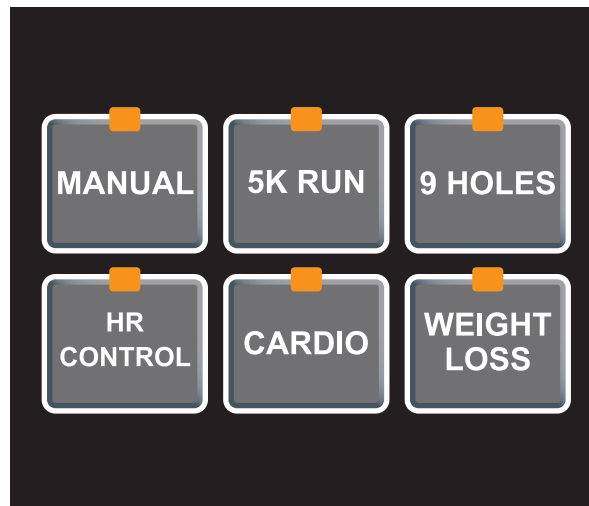 MANUAL
5K RUN
9 HOLES
HR
CONTROL
CARDIO
WEIGHT
LOSS